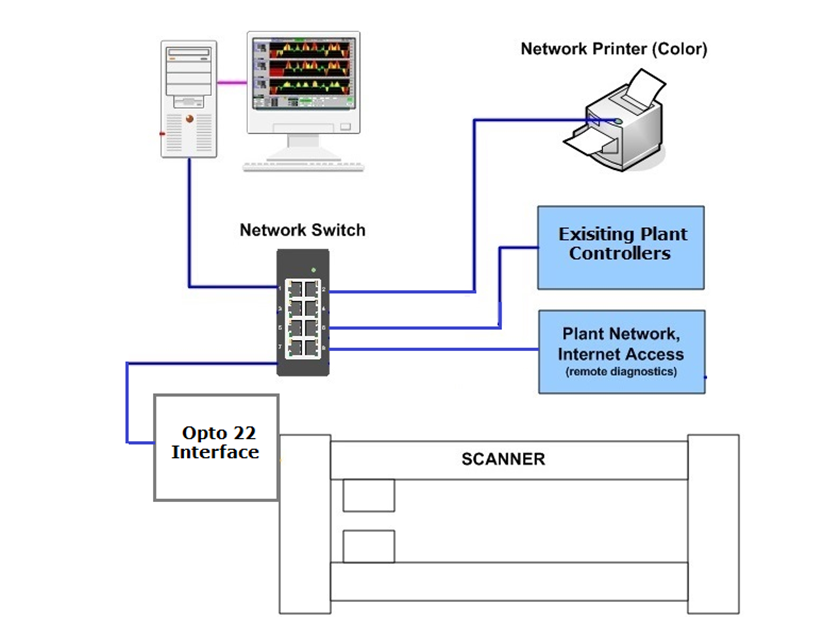 Network Printer (Color)
Network Switch
Exisiting Plant
Controllers
Plant Network,
Internet Access
(remote diagnostics)
Opto 22
Interface
SCANNER